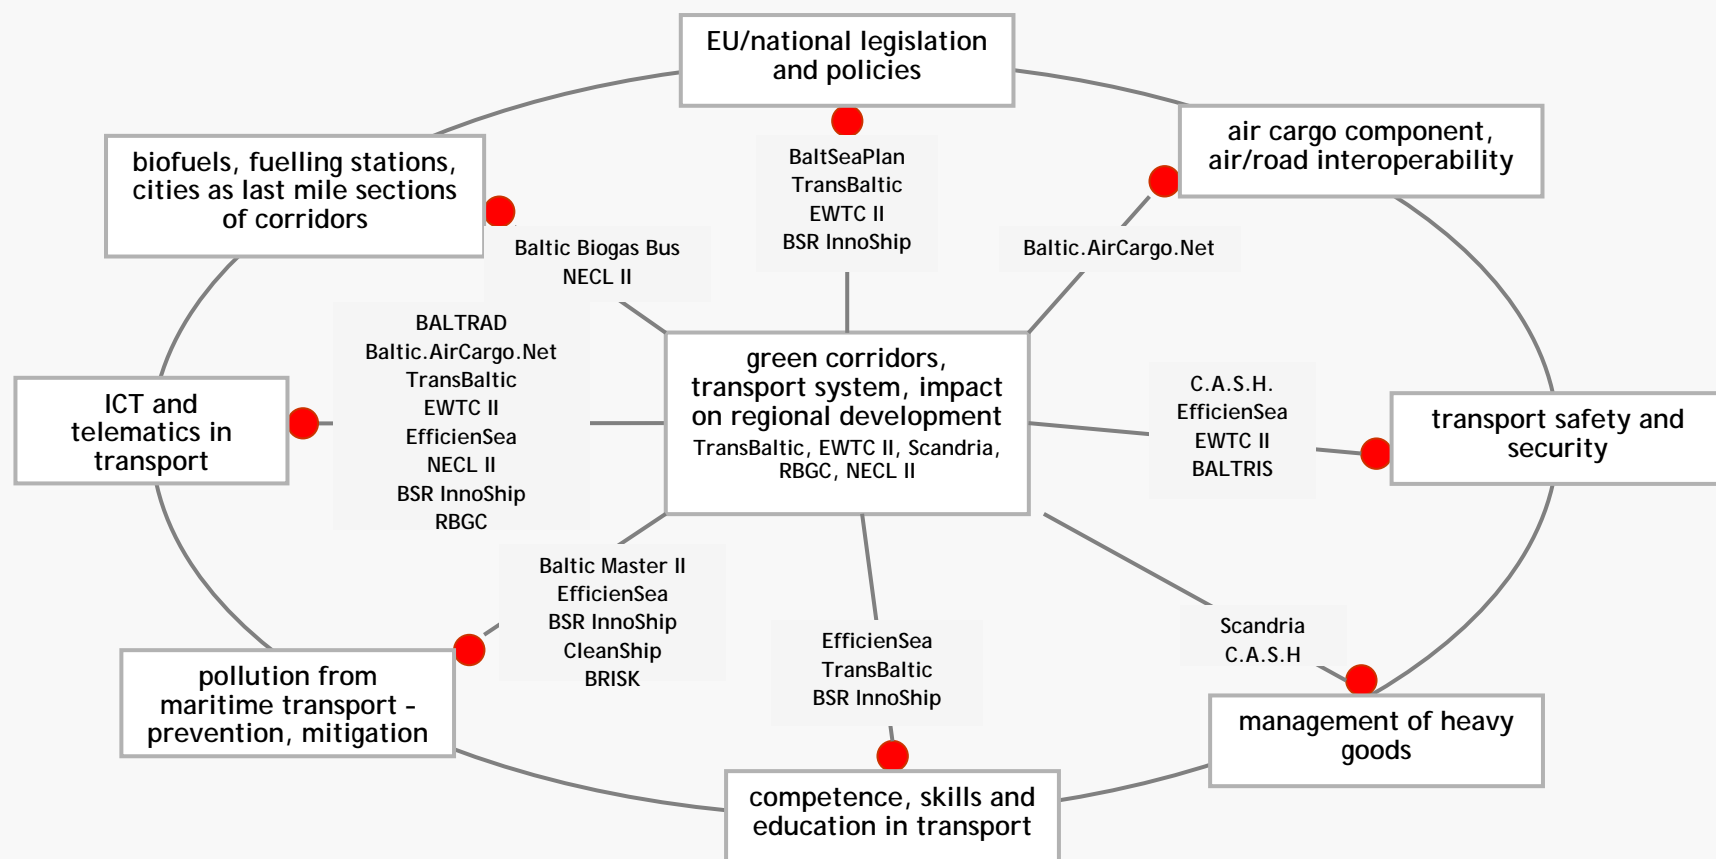 EU/national legislation
and policies
air cargo component,
air/road interoperability
biofuels, fuelling stations,
cities as last mile sections
of corridors
BaltSeaPlan
TransBaltic
EWTC II
BSR InnoShip
Baltic Biogas Bus
NECL II
Baltic.AirCargo.Net
BALTRAD
Baltic.AirCargo.Net
TransBaltic
EWTC II
EfficienSea
NECL II
BSR InnoShip
RBGC
green corridors,
transport system, impact
on regional development
TransBaltic, EWTC II, Scandria,
RBGC, NECL II
C.A.S.H.
EfficienSea
EWTC II
BALTRIS
ICT and
telematics in
transport
transport safety and
security
Baltic Master II
EfficienSea
BSR InnoShip
CleanShip
BRISK
EfficienSea
TransBaltic
BSR InnoShip
Scandria
C.A.S.H
pollution from
maritime transport -
prevention, mitigation
management of heavy
goods
competence, skills and
education in transport